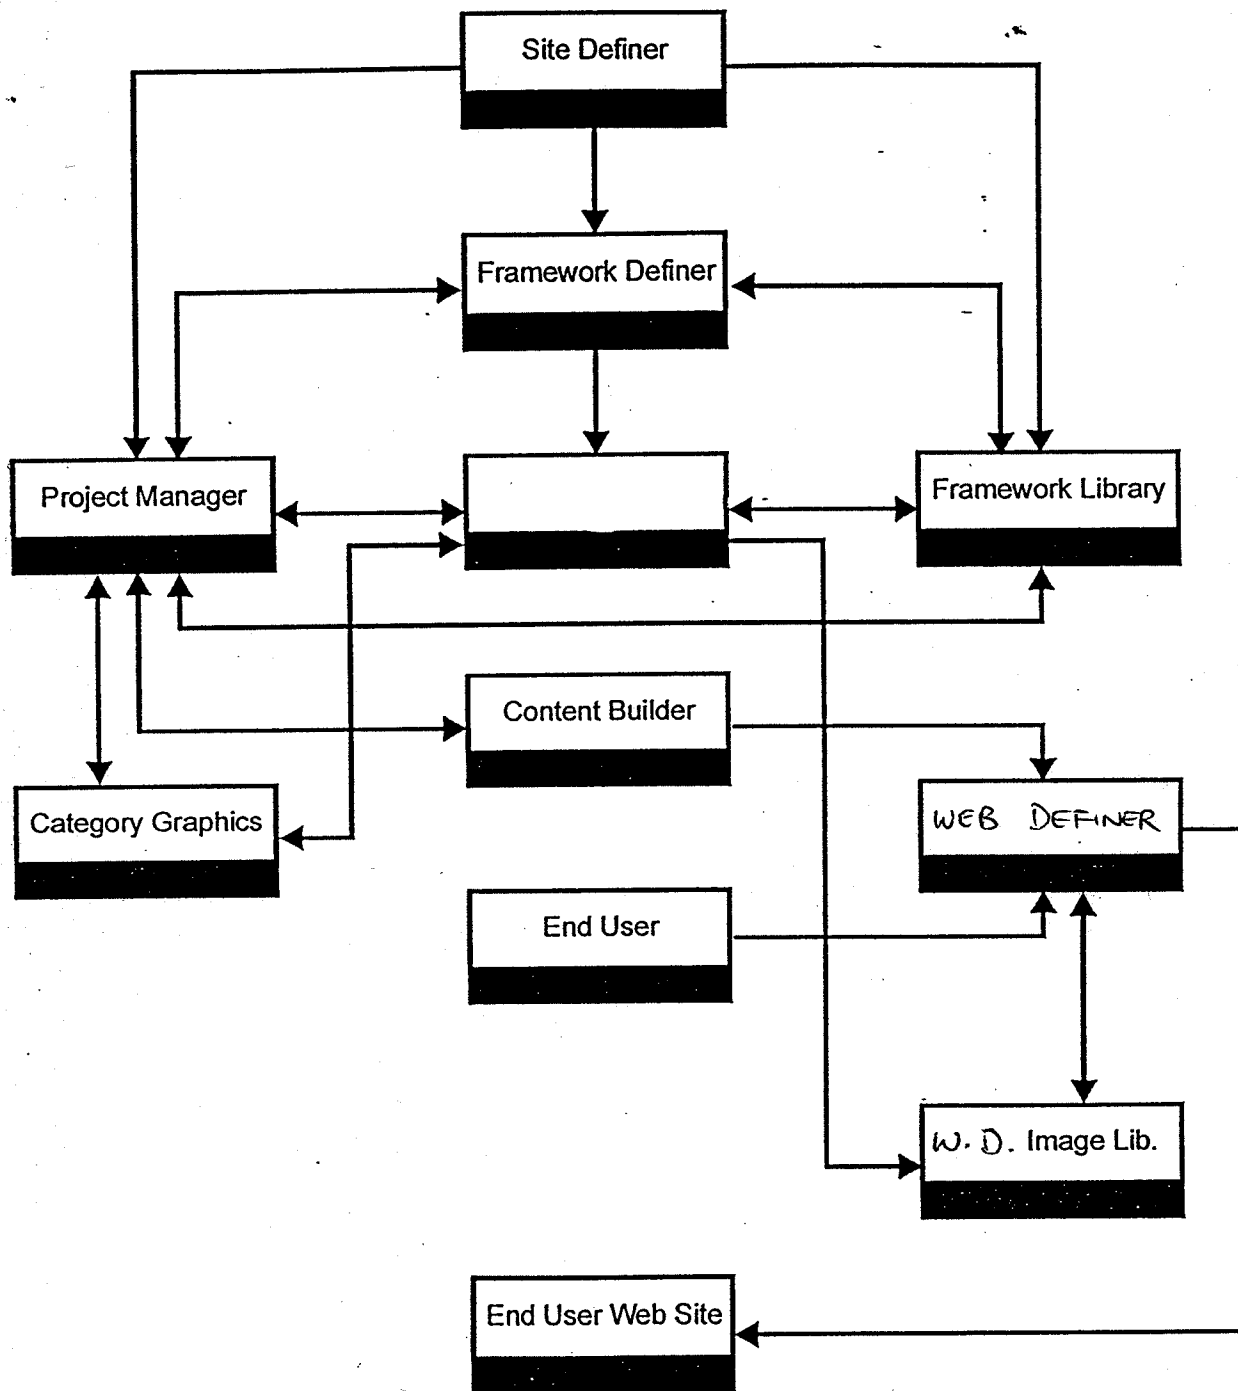 Site Definer
Framework Definer
Project Manager
Framework Library
Content Builder
Category Graphics
WEB DEFINER
End User
W.D. Image Lib.
End User Web Site